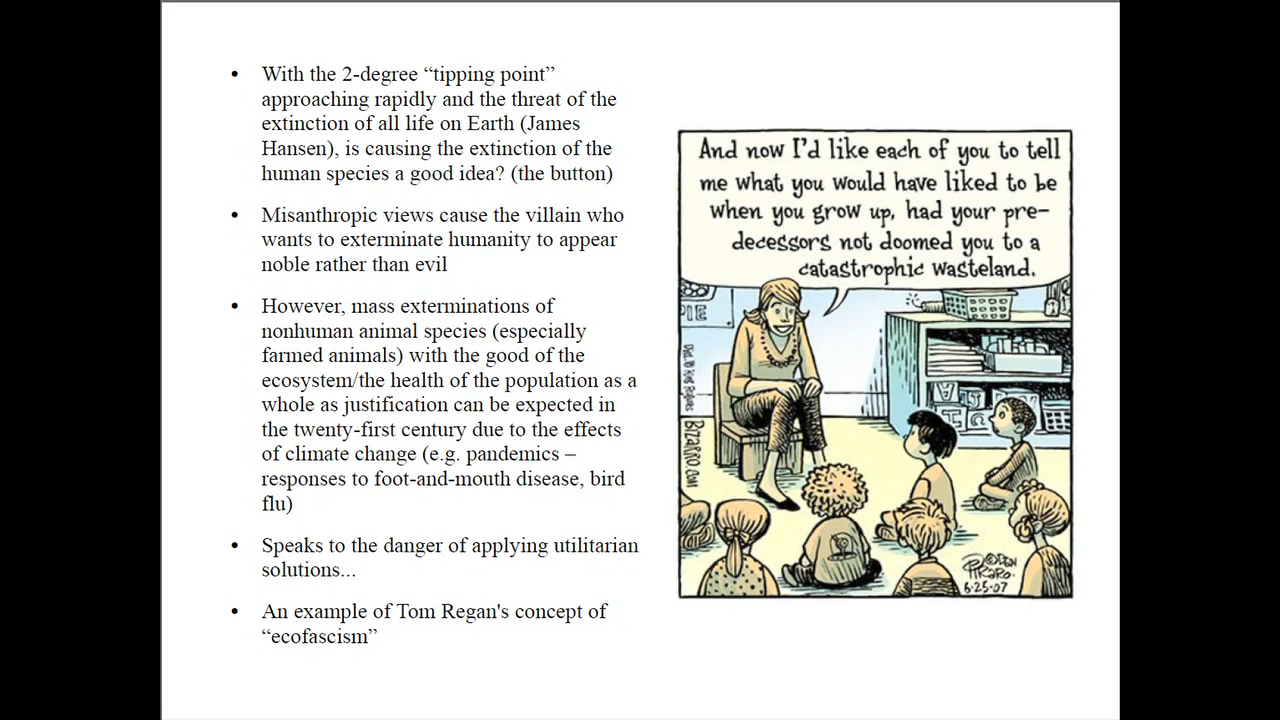 • With the 2-degree “tipping point”
approaching rapidly and the threat of the
extinction of all life on Earth (James
Hansen), is causing the extinction of the
human species a good idea? (the button)
• Misanthropic views cause the villain who
wants to exterminate humanity to appear
noble rather than evil
• However, mass exterminations of
nonhuman animal species (especially
farmed animals) with the good of the
ecosystem/the health of the population as a
whole as justification can be expected in
the twenty-first century due to the effects
of climate change (e.g. pandemics –
responses to foot-and-mouth disease, bird
flu)
• Speaks to the danger of applying utilitarian
solutions...
• An example of Tom Regan's concept of
“ecofascism”
And now I'd like each of you to tell
me what you would have liked to be
when you grow up, had your pre-
decessors not doomed you to a
catastrophic wasteland.
PIE
Dist. by King Features
BIZARRO.COM
©DAN
PIRARO.
6-25-07